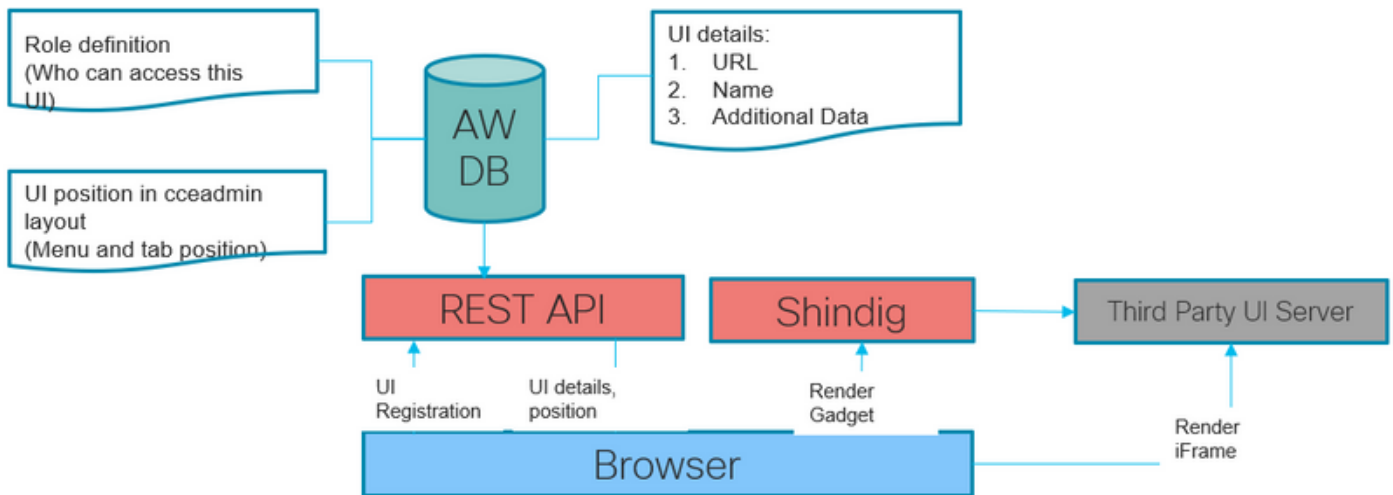 Role definition
(Who can access this
UI)
UI details:
1. URL
2. Name
3. Additional Data
AW
DB
UI position in cceadmin
layout
(Menu and tab position)
REST API
Shindig
Third Party UI Server
UI
Registration
UI details,
position
Render
Gadget
Render
iFrame
Browser